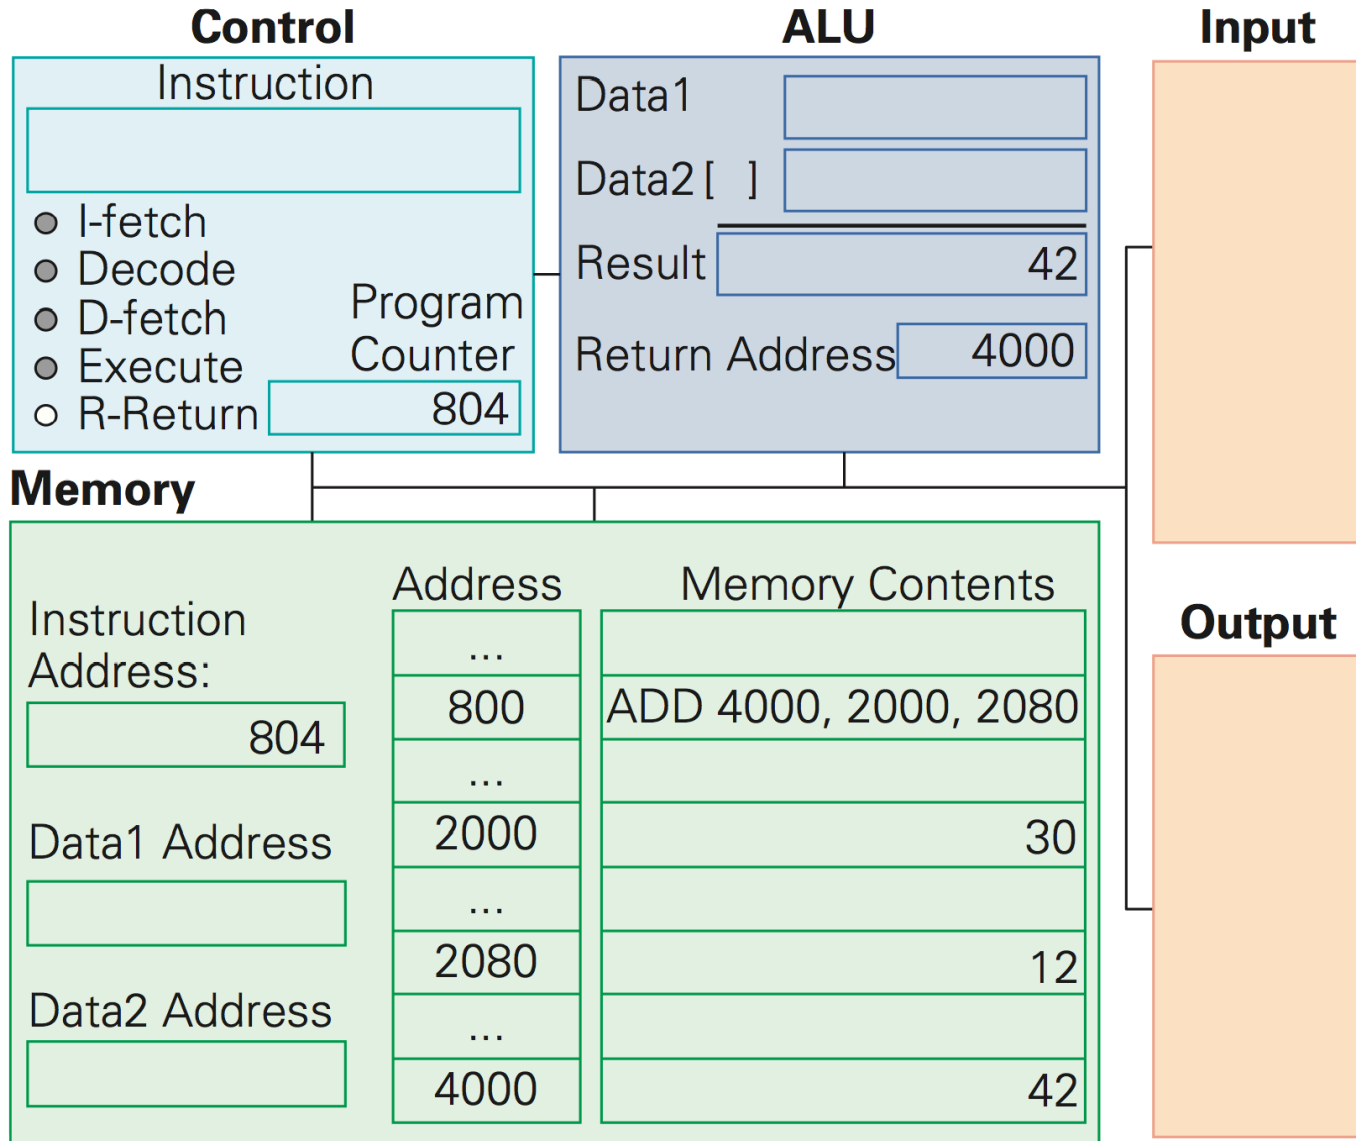 Control
Instruction
I-fetch
Decode
D-fetch
Execute
R-Return
Program
Counter
804
ALU
Data1
Data2 [ ]
Result 42
Return Address 4000
Input
Memory
Instruction
Address:
804
Data1 Address
Data2 Address
Address Memory Contents
...
800 ADD 4000, 2000, 2080
...
2000 30
...
2080 12
...
4000 42
Output